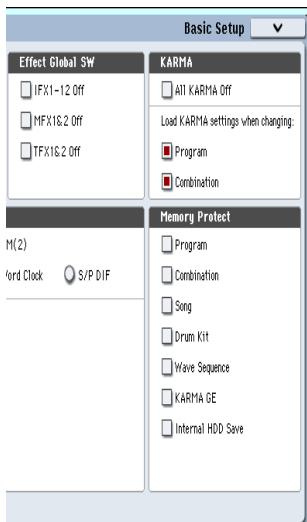 Basic Setup
Effect Global SW
IFX1-12 Off
MFX1&2 Off
TFX1&2 Off
KARMA
All KARMA Off
Load KARMA settings when changing:
Program
Combination
M(2)
ord Clock
S/P DIF
Memory Protect
Program
Combination
Song
Drum Kit
Wave Sequence
KARMA GE
Internal HDD Save